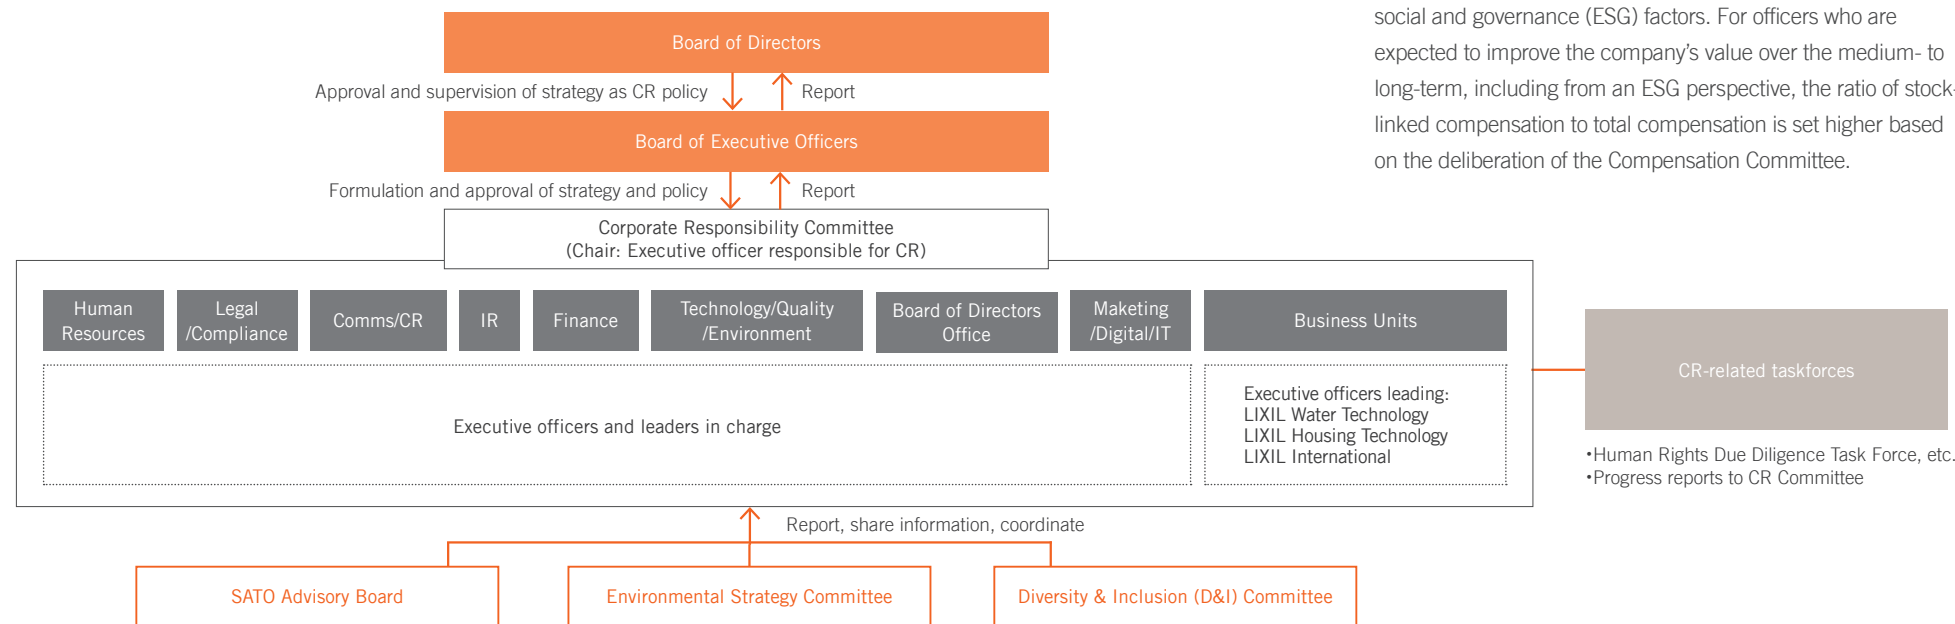 social and governance (ESG) factors. For officers who are
expected to improve the company's value over the medium- to
long-term, including from an ESG perspective, the ratio of stock-
linked compensation to total compensation is set higher based
on the deliberation of the Compensation Committee.
Board of Directors
Approval and supervision of strategy as CR policy
Report
Board of Executive Officers
Formulation and approval of strategy and policy
Report
Corporate Responsibility Committee
(Chair: Executive officer responsible for CR)
Human
Resources
Legal
/Compliance
Comms/CR
IR
Finance
Technology/Quality
/Environment
Board of Directors
Office
Maketing
/Digital/IT
Business Units
Executive officers and leaders in charge
Executive officers leading:
LIXIL Water Technology
LIXIL Housing Technology
LIXIL International
CR-related taskforces
•Human Rights Due Diligence Task Force, etc.
•Progress reports to CR Committee
Report, share information, coordinate
SATO Advisory Board
Environmental Strategy Committee
Diversity & Inclusion (D&I) Committee